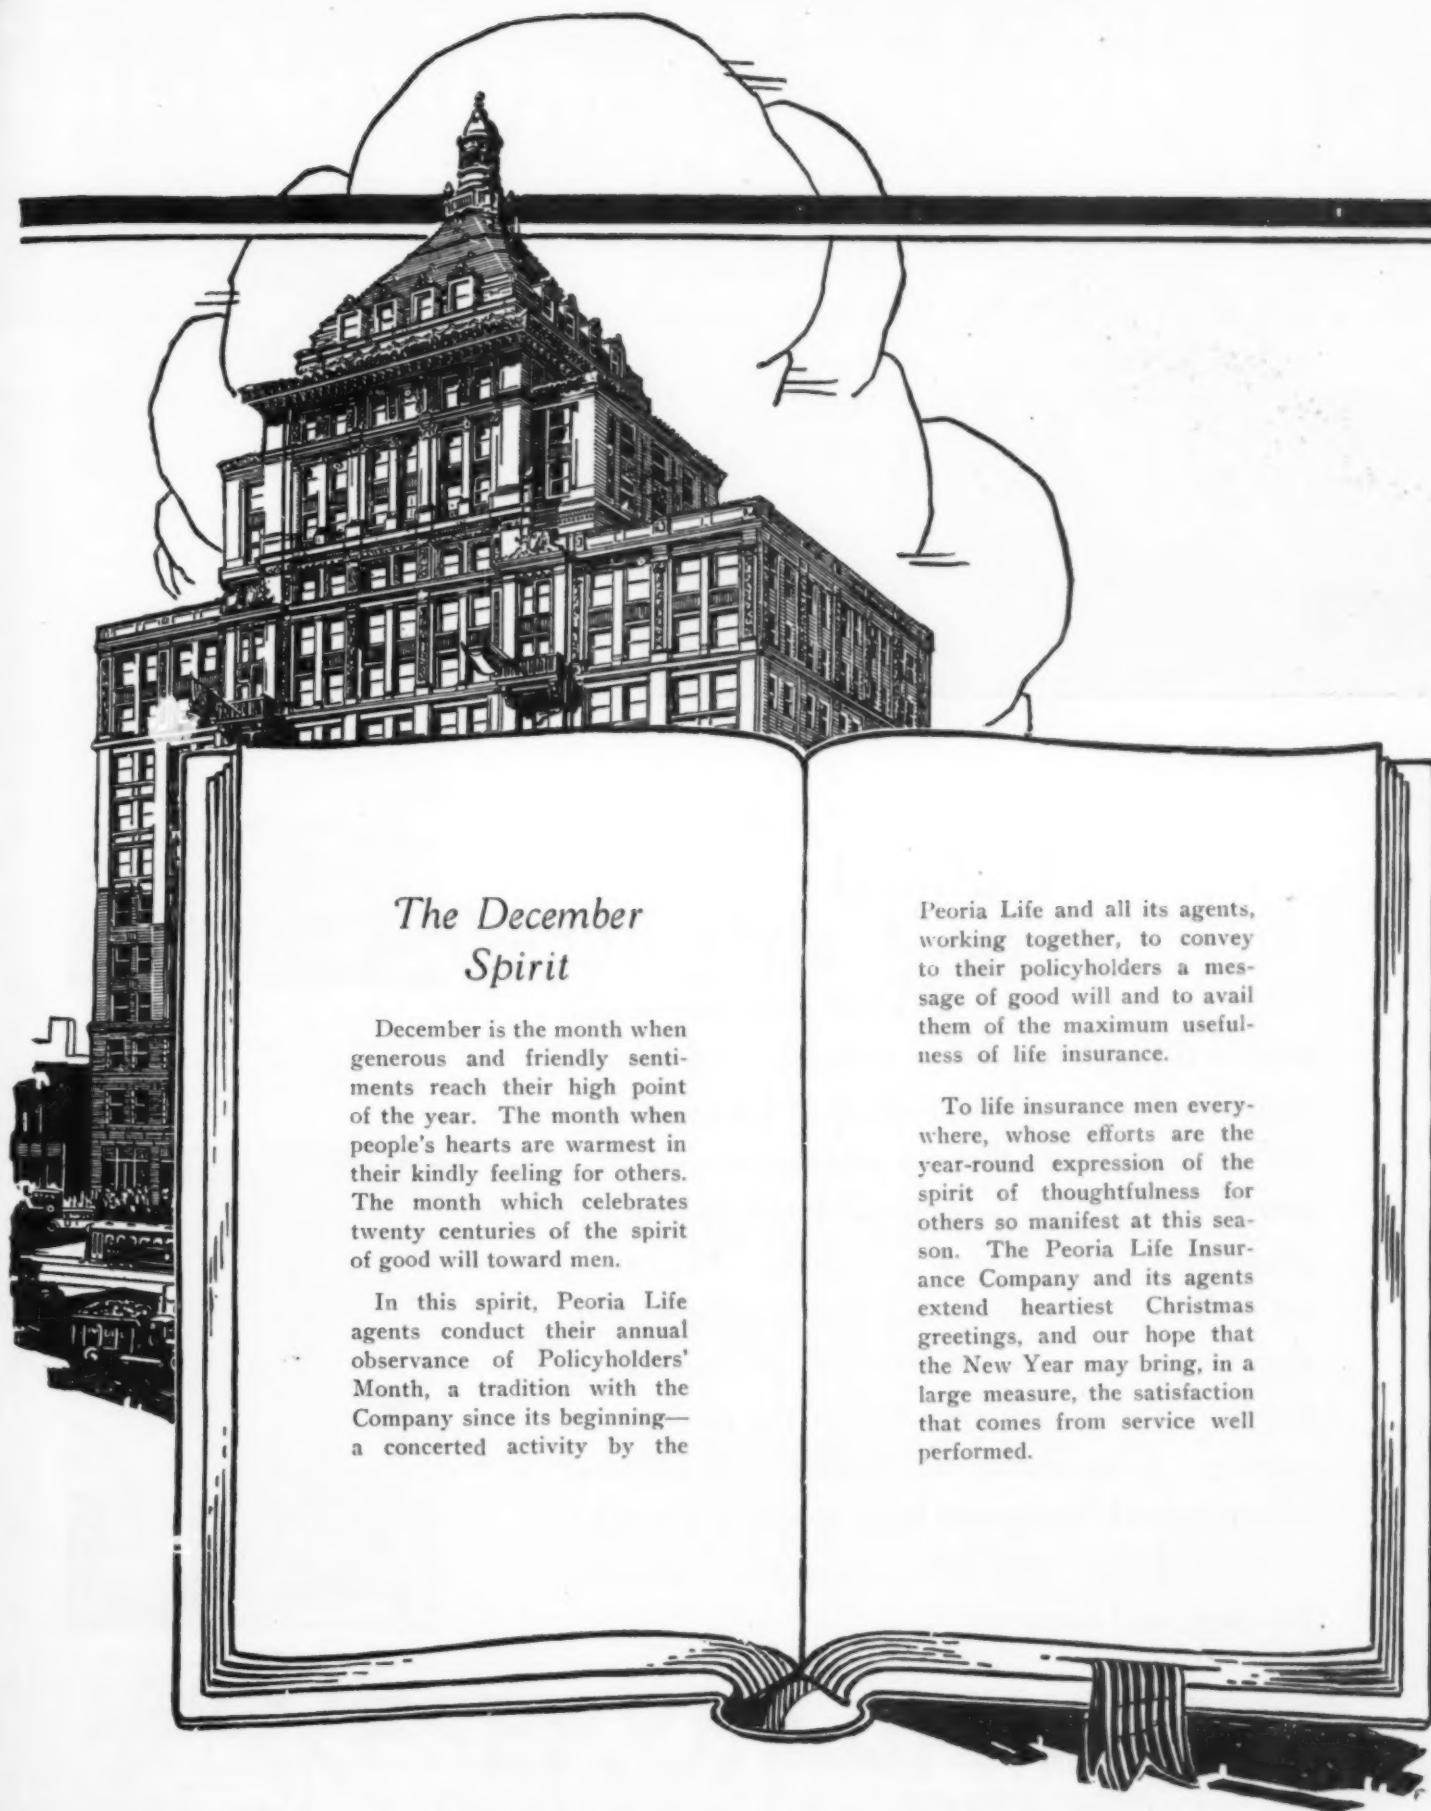 The December
Spirit
December is the month when
generous and friendly senti-
ments reach their high point
of the year. The month when
people's hearts are warmest in
their kindly feeling for others.
The month which celebrates
twenty centuries of the spirit
of good will toward men.
In this spirit, Peoria Life
agents conduct their annual
observance of Policyholders'
Month, a tradition with the
Company since its beginning—
a concerted activity by the
Peoria Life and all its agents,
working together, to convey
to their policyholders a mes-
sage of good will and to avail
them of the maximum useful-
ness of life insurance.
To life insurance men every-
where, whose efforts are the
year-round expression of the
spirit of thoughtfulness for
others so manifest at this sea-
son. The Peoria Life Insur-
ance Company and its agents
extend heartiest Christmas
greetings, and our hope that
the New Year may bring, in a
large measure, the satisfaction
that comes from service well
performed.